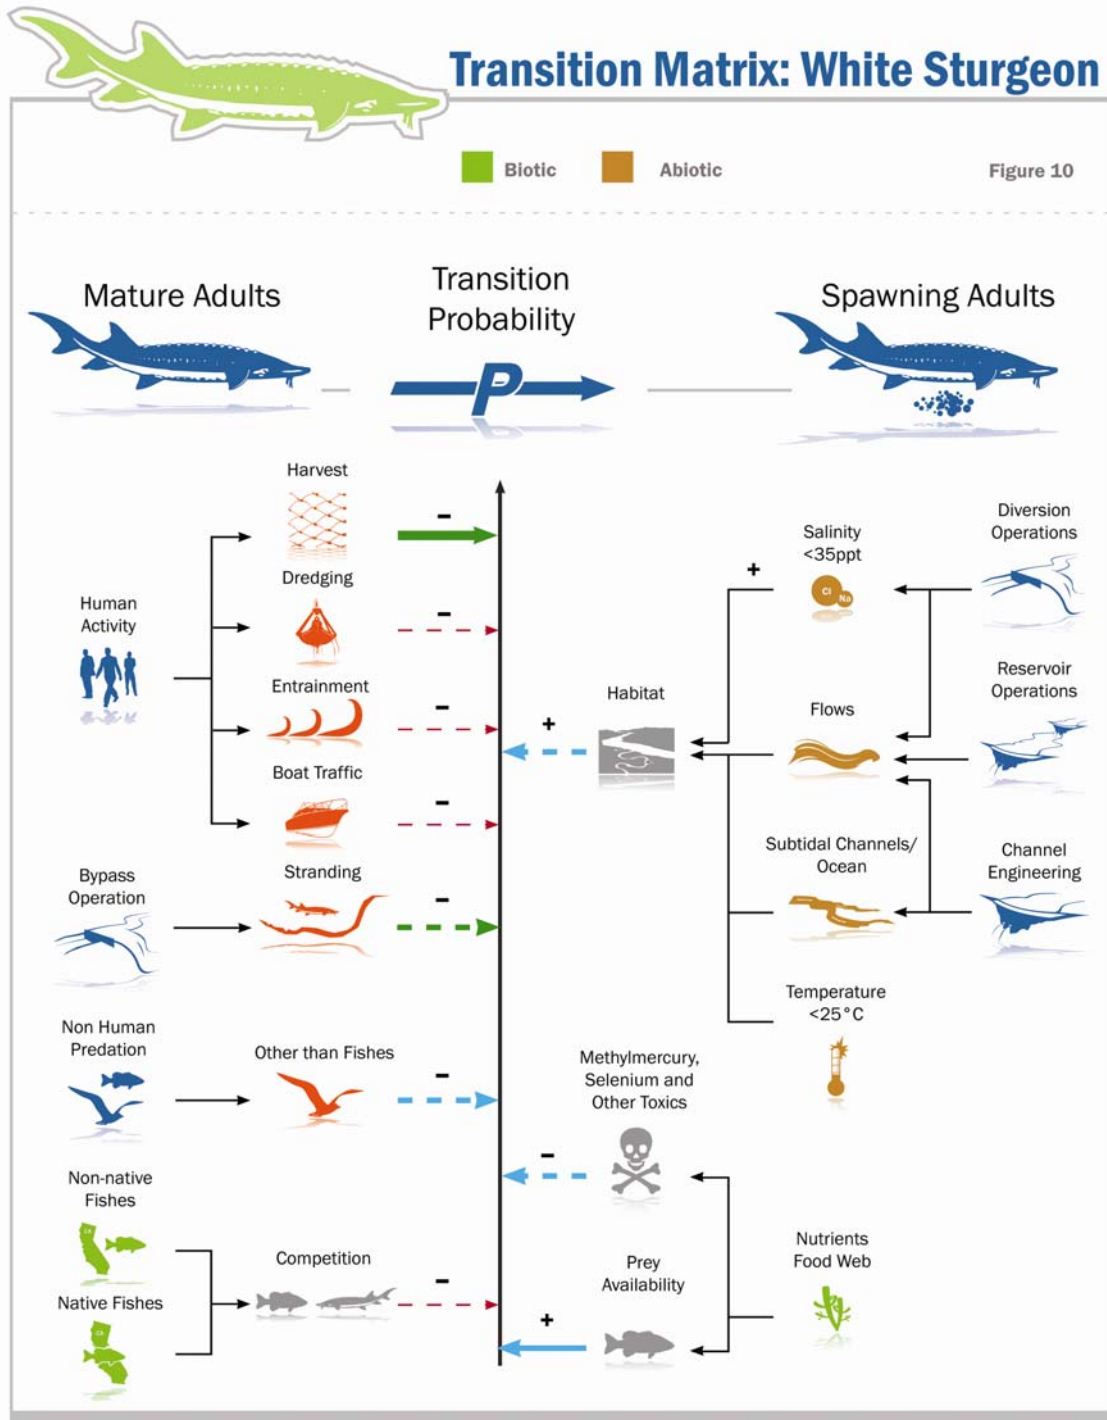 Transition Matrix: White Sturgeon
Biotic
Abiotic
Figure 10
Mature Adults
Transition
Probability
P
Spawning Adults
Harvest
-
Dredging
-
Human
Activity
Entrainment
-
Boat Traffic
-
Bypass
Operation
Stranding
-
Non Human
Predation
Other than Fishes
-
Non-native
Fishes
CA
Native Fishes
CA
Competition
-
Habitat
+
Salinity
<35ppt
Cl
Na
+
Flows
Subtidal Channels/
Ocean
Temperature
<25°C
Diversion
Operations
Reservoir
Operations
Channel
Engineering
Methylmercury,
Selenium and
Other Toxics
-
Prey
Availability
+
Nutrients
Food Web